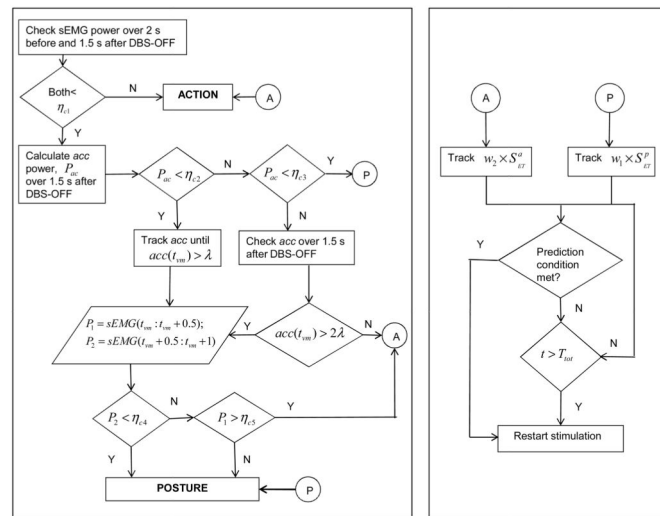 Check sEMG power over 2 s
before and 1.5 s after DBS-OFF
Both<
η_c1
N
ACTION
A
Y
Calculate acc
power, P_ac
over 1.5 s after
DBS-OFF
P_ac < η_c2
N
P_ac < η_c3
Y
P
Y
N
Track acc until
acc(t_vm) > λ
Check acc over 1.5 s
after DBS-OFF
P_1 = sEMG(t_vm : t_vm + 0.5);
P_2 = sEMG(t_vm + 0.5 : t_vm + 1)
Y
acc(t_vm) > 2λ
N
A
P_2 < η_c4
N
P_1 > η_c5
Y
Y
N
POSTURE
P
A
P
Track w_2 × S_ET^a
Track w_1 × S_ET^p
Y
Prediction
condition
met?
N
t > T_tot
N
Y
Restart stimulation